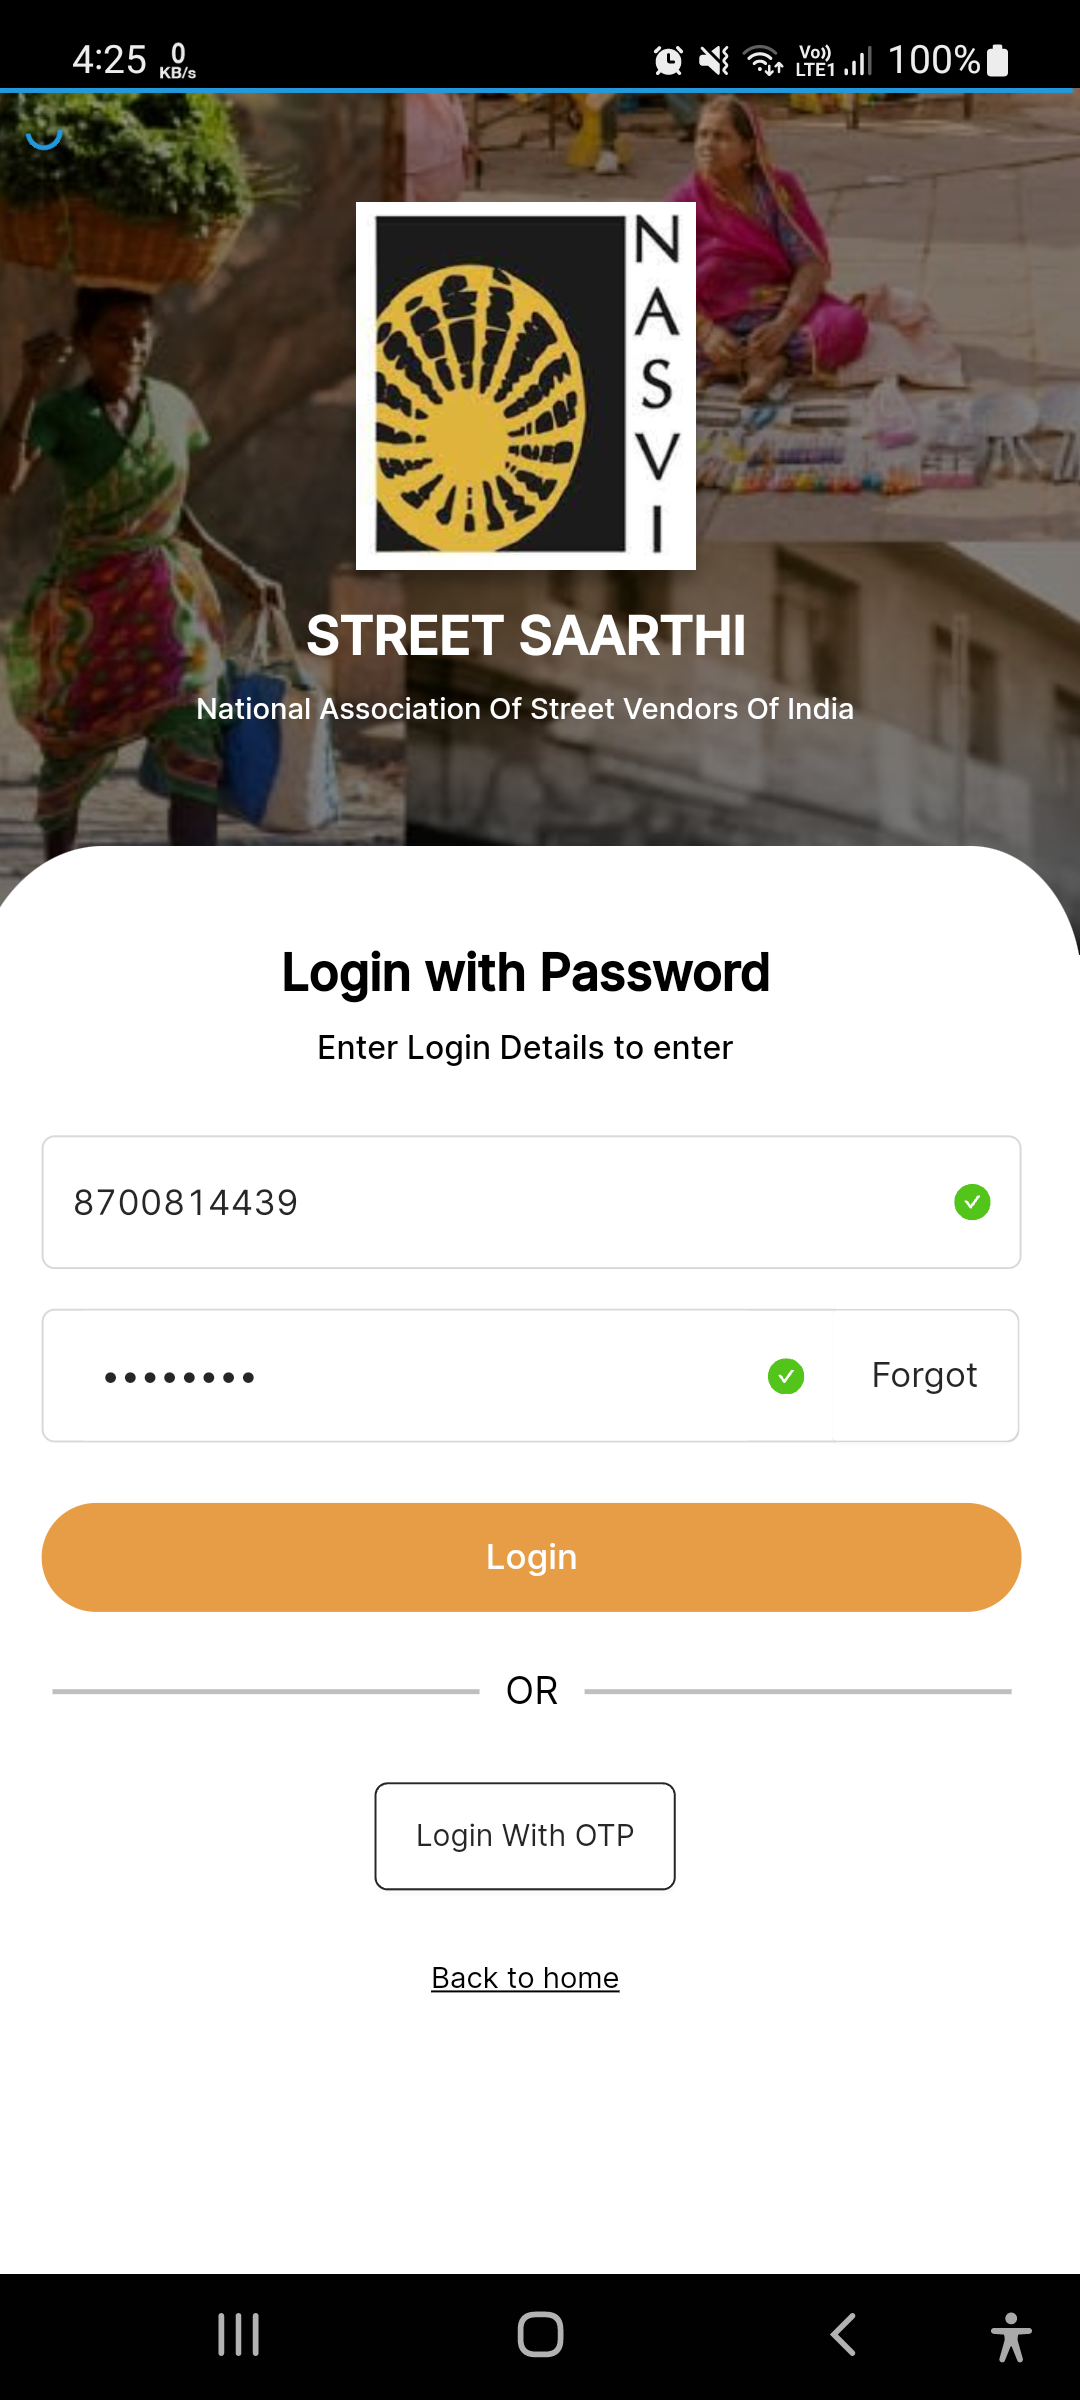 4:25 0 KB/s Vo)) LTE1 100%
N
A
S
V
I
STREET SAARTHI
National Association Of Street Vendors Of India
Login with Password
Enter Login Details to enter
8700814439
•••••••• Forgot
Login
OR
Login With OTP
Back to home